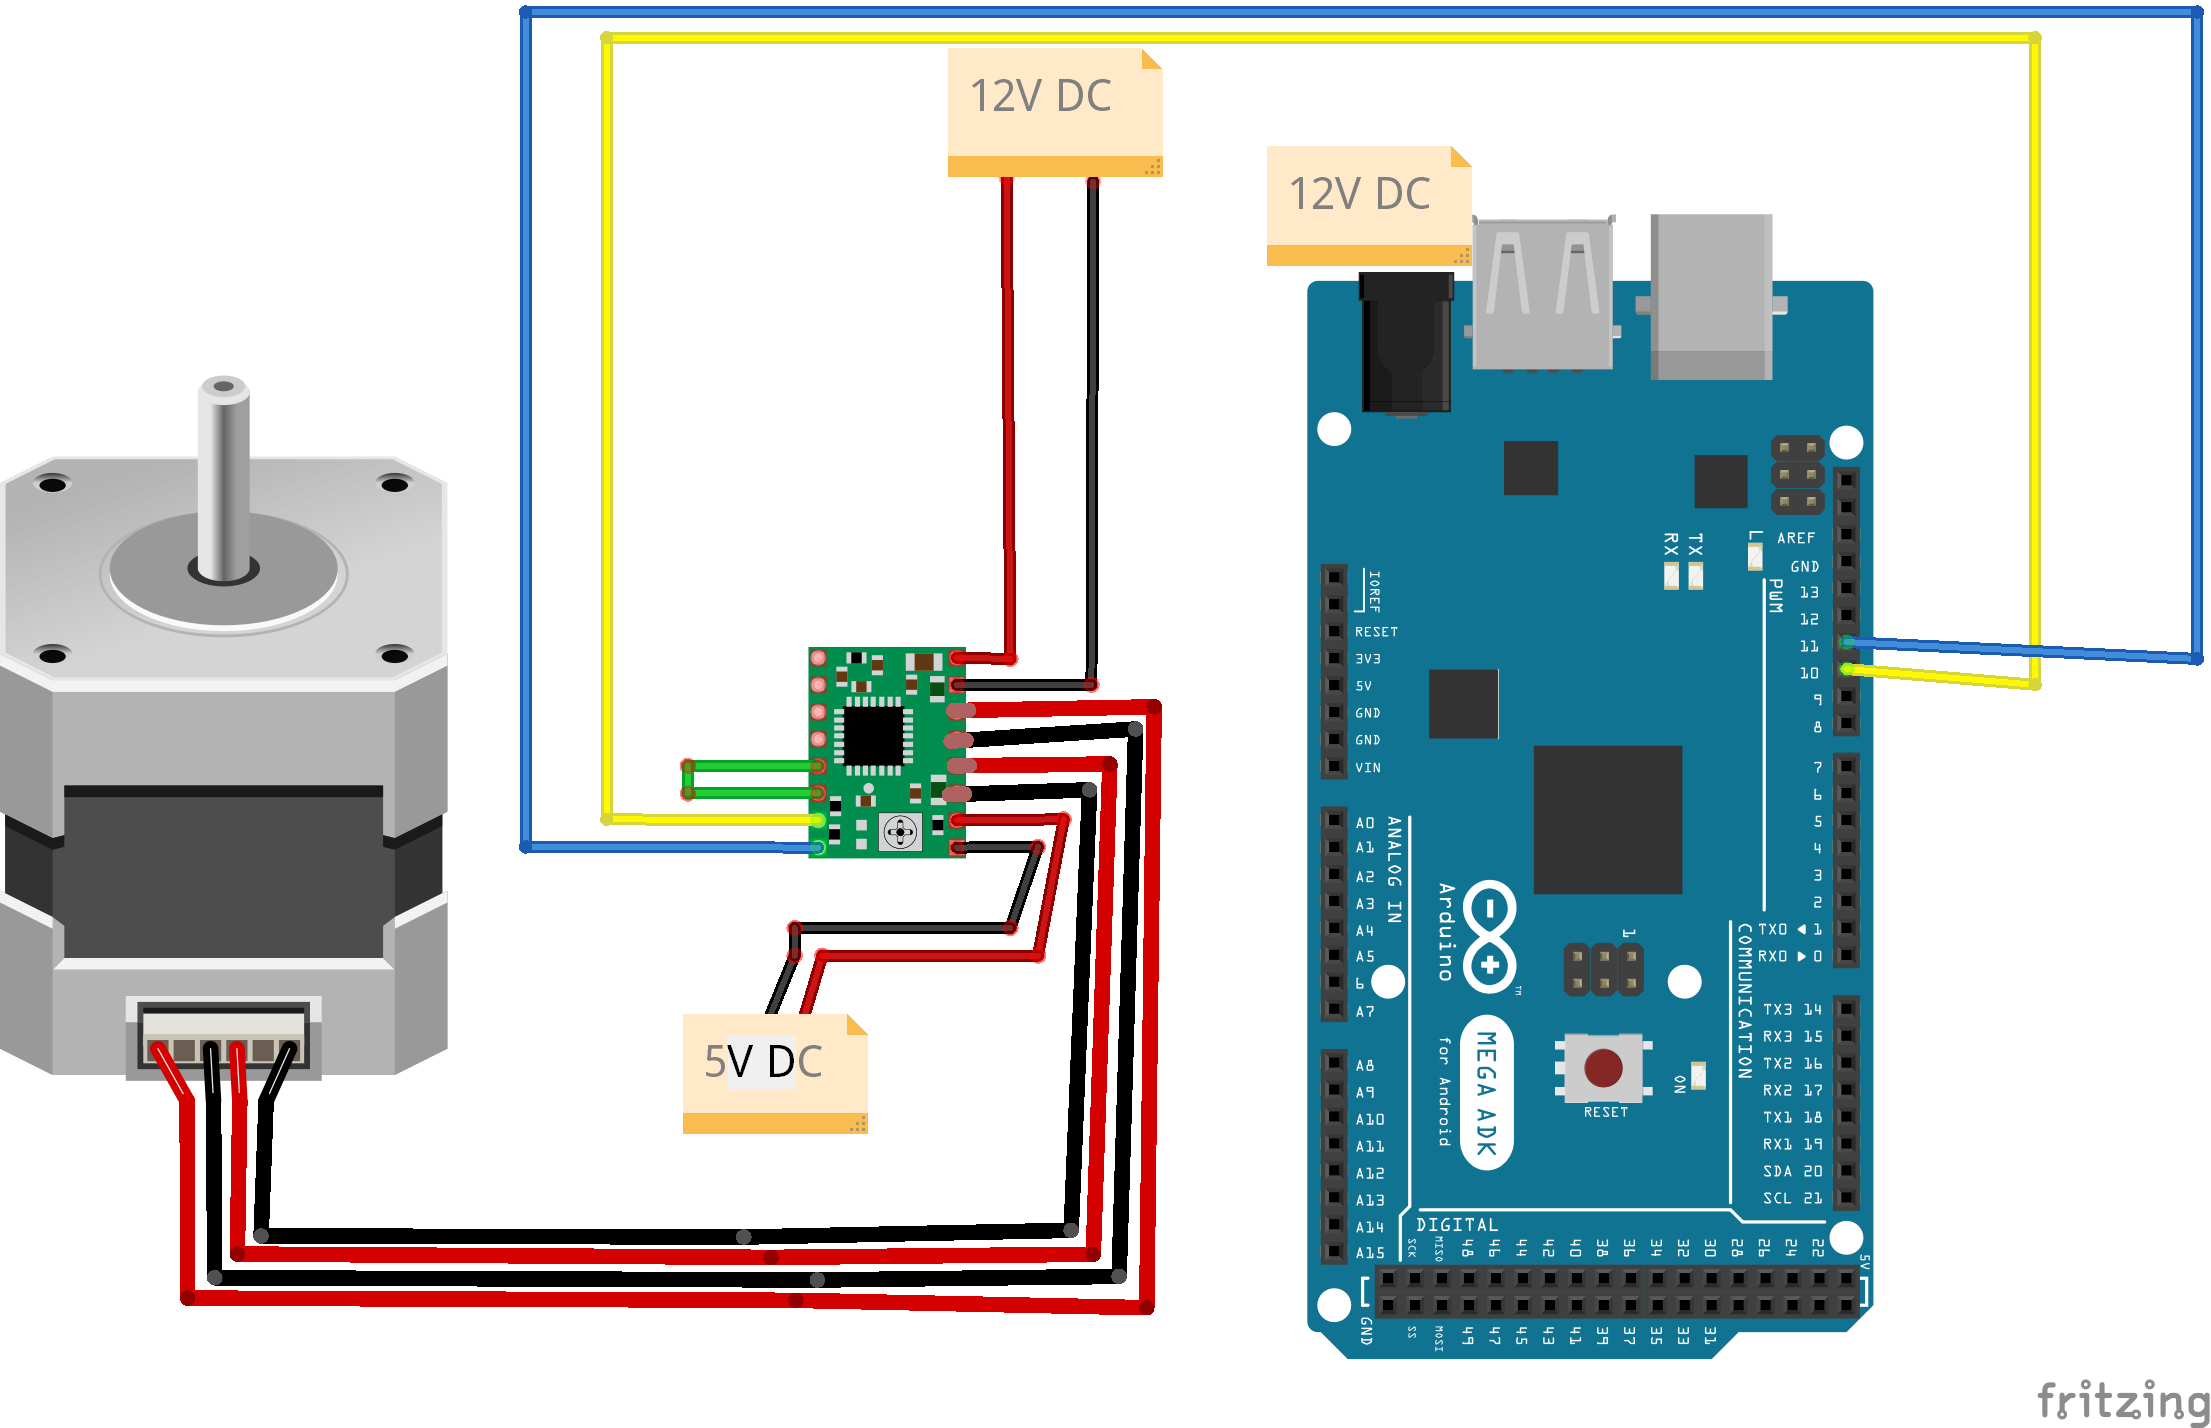 12V DC
12V DC
5V DC
RX
TX
L
AREF
GND
13
12
11
10
9
8
PWM
IOREF
RESET
3V3
5V
GND
GND
VIN
7
6
5
4
3
2
TX0 ◀ 1
RX0 ▶ 0
A0
A1
A2
A3
A4
A5
6
A7
ANALOG IN
Arduino
TM
1
COMMUNICATION
TX3 14
RX3 15
TX2 16
RX2 17
TX1 18
RX1 19
SDA 20
SCL 21
MEGA ADK
for Android
RESET
ON
A8
A9
A10
A11
A12
A13
A14
A15
DIGITAL
SCK
MISO
48
46
44
42
40
38
36
34
32
30
28
26
24
22
5V
GND
SS
MOSI
49
47
45
43
41
39
37
35
33
31
fritzing